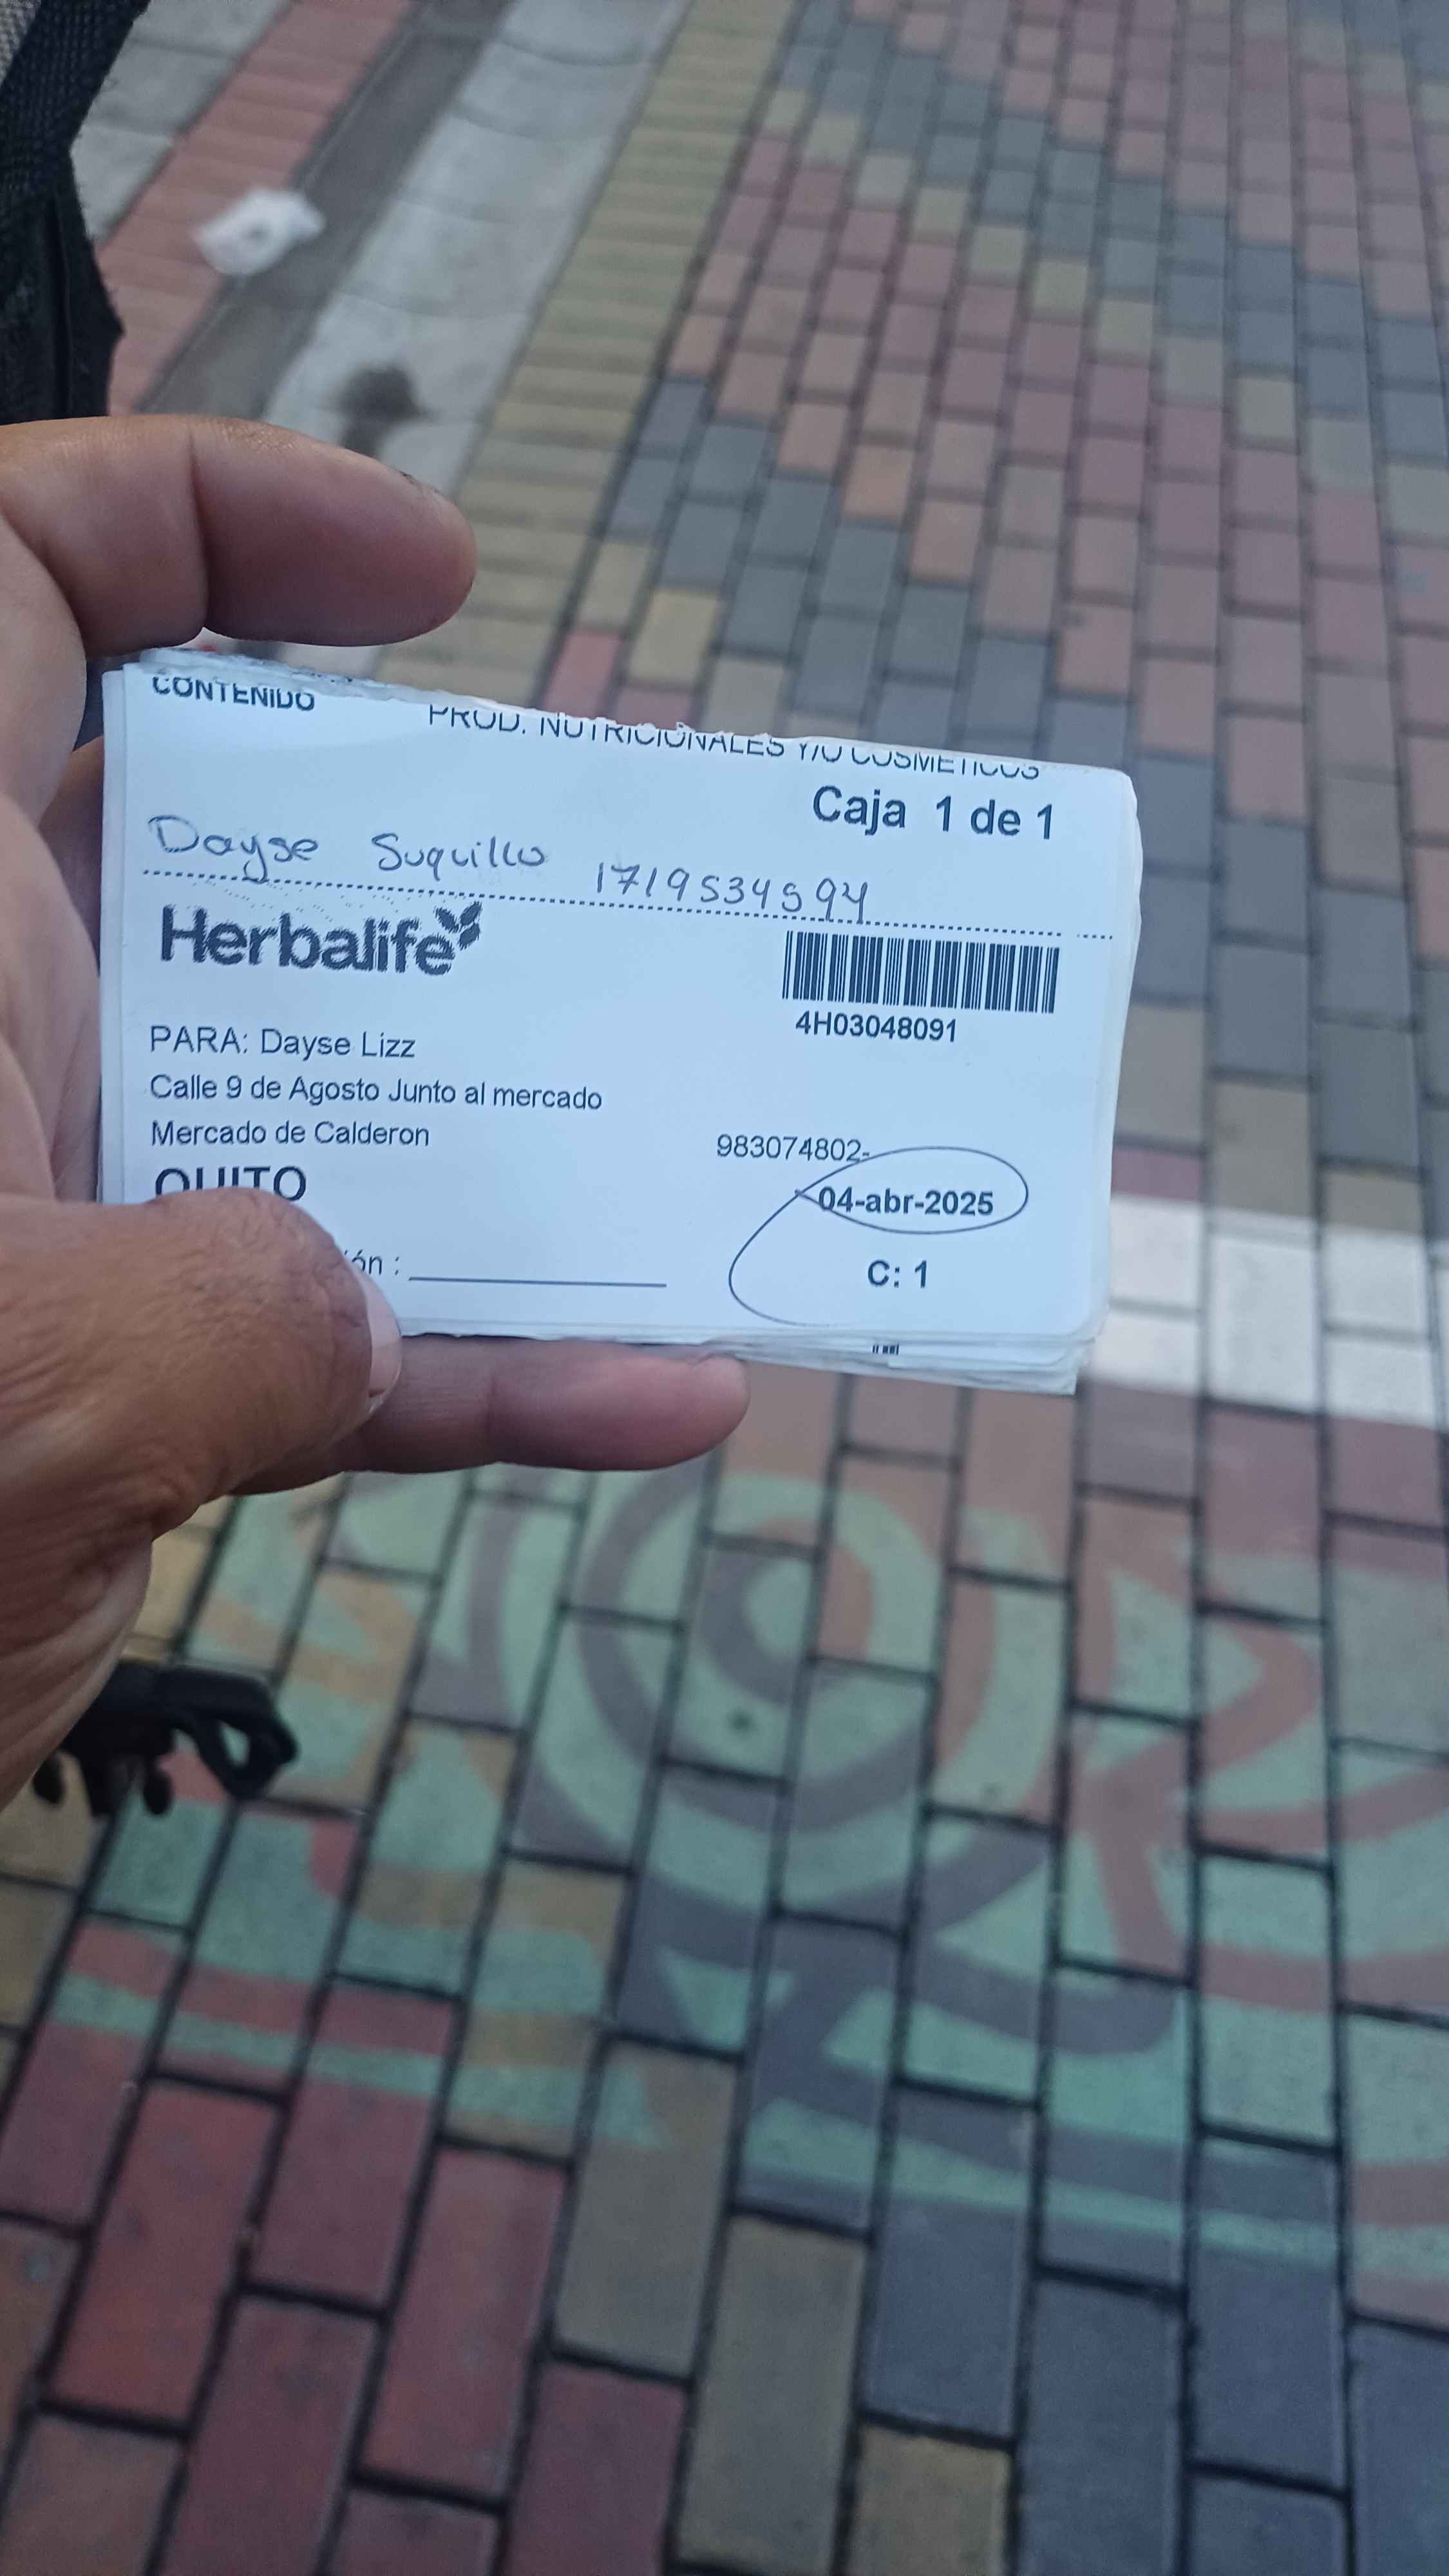 CONTENIDO PROD. NUTRICIONALES Y/O COSMETICOS
Caja 1 de 1
Dayse Suquillo 1719534594
Herbalife
4H03048091
PARA: Dayse Lizz
Calle 9 de Agosto Junto al mercado
Mercado de Calderon 983074802-
QUITO 04-abr-2025
ón : C: 1